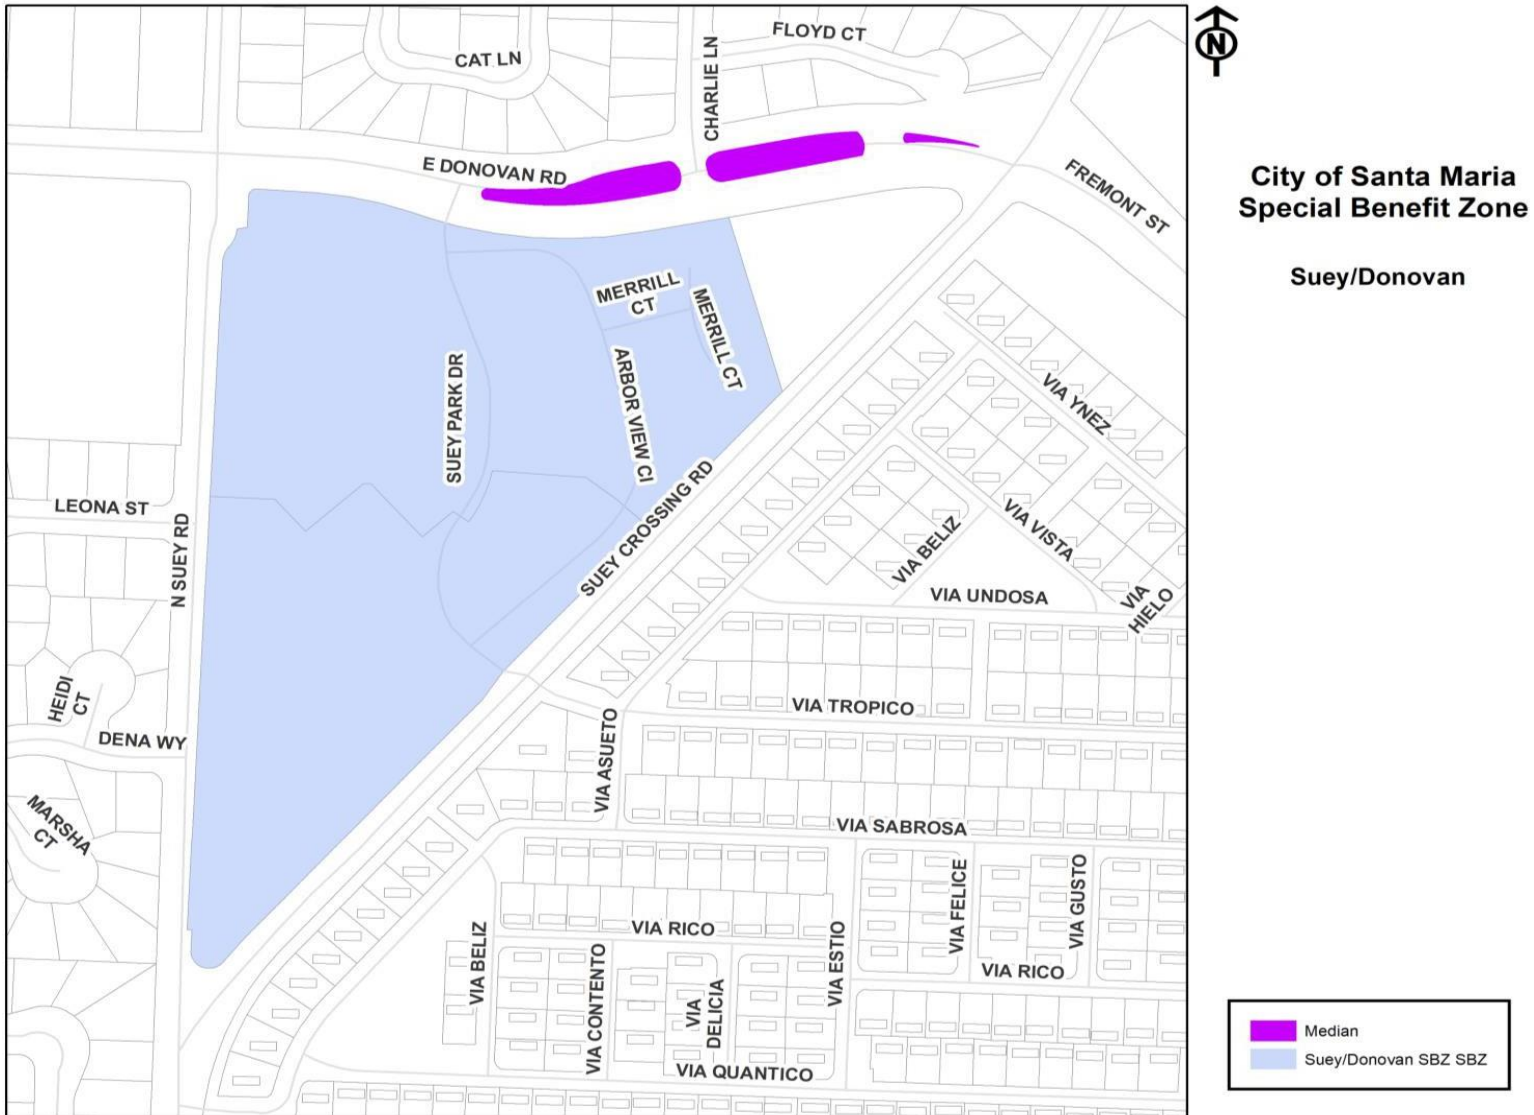 FLOYD CT
CAT LN
CHARLIE LN
N
E DONOVAN RD
FREMONT ST
City of Santa Maria
Special Benefit Zone
Suey/Donovan
MERRILL
CT
MERRILL CT
SUEY PARK DR
ARBOR VIEW CI
VIA YNEZ
LEONA ST
N SUEY RD
SUEY CROSSING RD
VIA BELIZ
VIA VISTA
VIA UNDOSA
VIA
HIELO
HEIDI
CT
DENA WY
VIA TROPICO
VIA ASUETO
MARSHA
CT
VIA SABROSA
VIA FELICE
VIA GUSTO
VIA RICO
VIA BELIZ
VIA CONTENTO
VIA
DELICIA
VIA ESTIO
VIA RICO
VIA QUANTICO
Median
Suey/Donovan SBZ SBZ